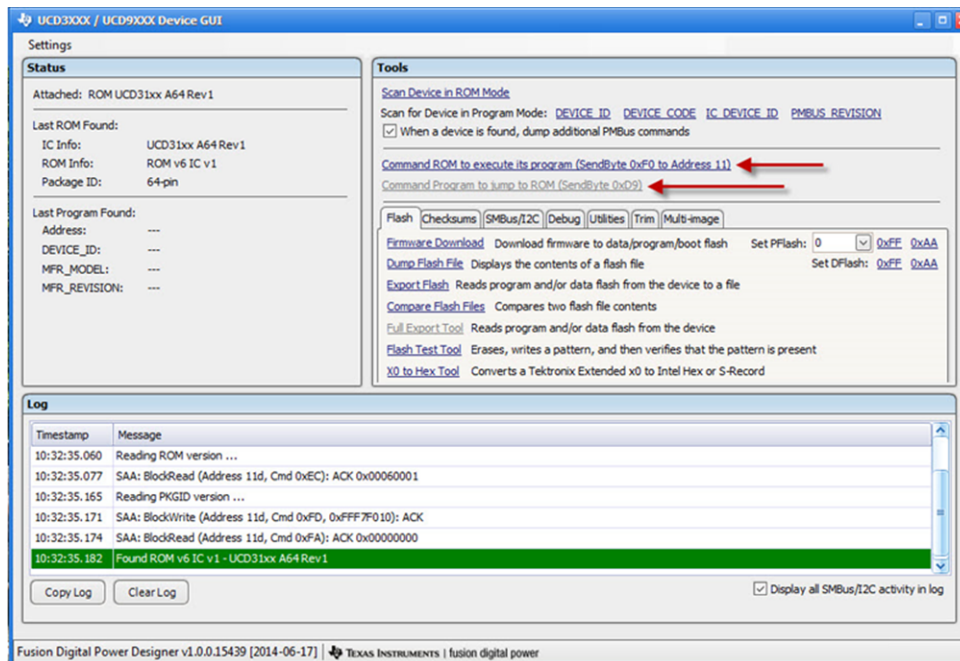 UCD3XXX / UCD9XXX Device GUI
Settings
Status
Attached: ROM UCD31xx A64 Rev1
Last ROM Found:
IC Info: UCD31xx A64 Rev1
ROM Info: ROM v6 IC v1
Package ID: 64-pin
Last Program Found:
Address: ---
DEVICE_ID: ---
MFR_MODEL: ---
MFR_REVISION: ---
Tools
Scan Device in ROM Mode
Scan for Device in Program Mode: DEVICE_ID DEVICE_CODE IC_DEVICE_ID PMBUS_REVISION
When a device is found, dump additional PMBus commands
Command ROM to execute its program (SendByte 0xF0 to Address 11)
Command Program to jump to ROM (SendByte 0xD9)
Flash Checksums SMBus/I2C Debug Utilities Trim Multi-image
Firmware Download Download firmware to data/program/boot flash Set PFlash: 0 0xFF 0xAA
Dump Flash File Displays the contents of a flash file Set DFlash: 0xFF 0xAA
Export Flash Reads program and/or data flash from the device to a file
Compare Flash Files Compares two flash file contents
Full Export Tool Reads program and/or data flash from the device
Flash Test Tool Erases, writes a pattern, and then verifies that the pattern is present
X0 to Hex Tool Converts a Tektronix Extended x0 to Intel Hex or S-Record
Log
Timestamp Message
10:32:35.060 Reading ROM version ...
10:32:35.077 SAA: BlockRead (Address 11d, Cmd 0xEC): ACK 0x00060001
10:32:35.165 Reading PKGID version ...
10:32:35.171 SAA: BlockWrite (Address 11d, Cmd 0xFD, 0xFFF7F010): ACK
10:32:35.174 SAA: BlockRead (Address 11d, Cmd 0xFA): ACK 0x00000000
10:32:35.182 Found ROM v6 IC v1 - UCD31xx A64 Rev1
Copy Log Clear Log Display all SMBus/I2C activity in log
Fusion Digital Power Designer v1.0.0.15439 [2014-06-17] TEXAS INSTRUMENTS | fusion digital power